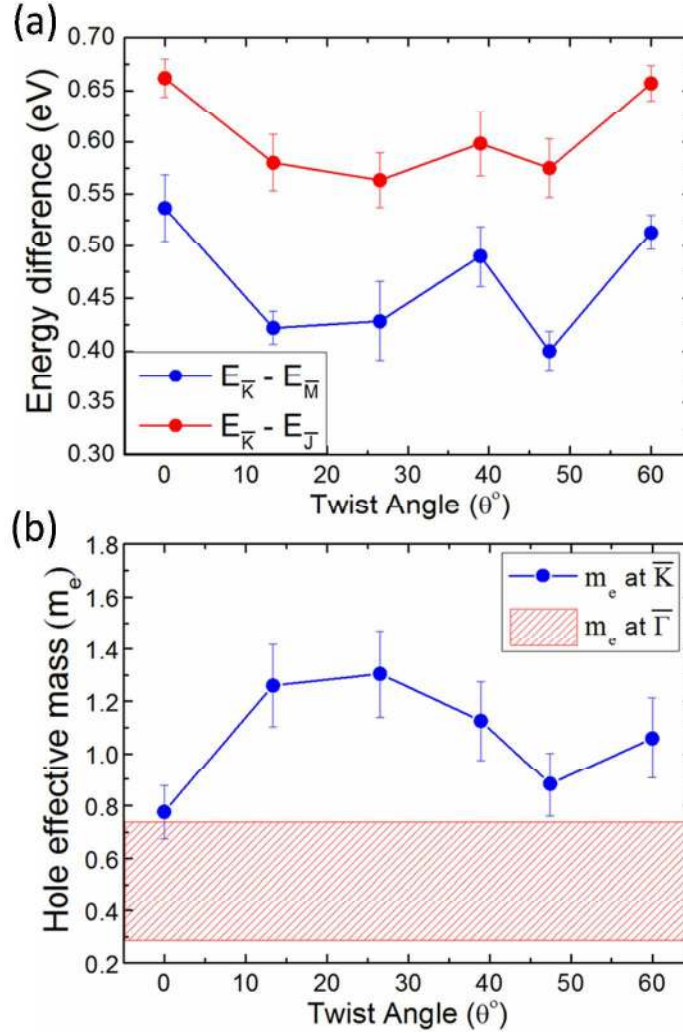 (a)
Energy difference (eV)
0.70
0.65
0.60
0.55
0.50
0.45
0.40
0.35
0.30
E_K̅ - E_M̅
E_K̅ - E_J̅
0 10 20 30 40 50 60
Twist Angle (θ°)
(b)
Hole effective mass (m_e)
1.8
1.6
1.4
1.2
1.0
0.8
0.6
0.4
0.2
m_e at K̅
m_e at Γ̅
0 10 20 30 40 50 60
Twist Angle (θ°)